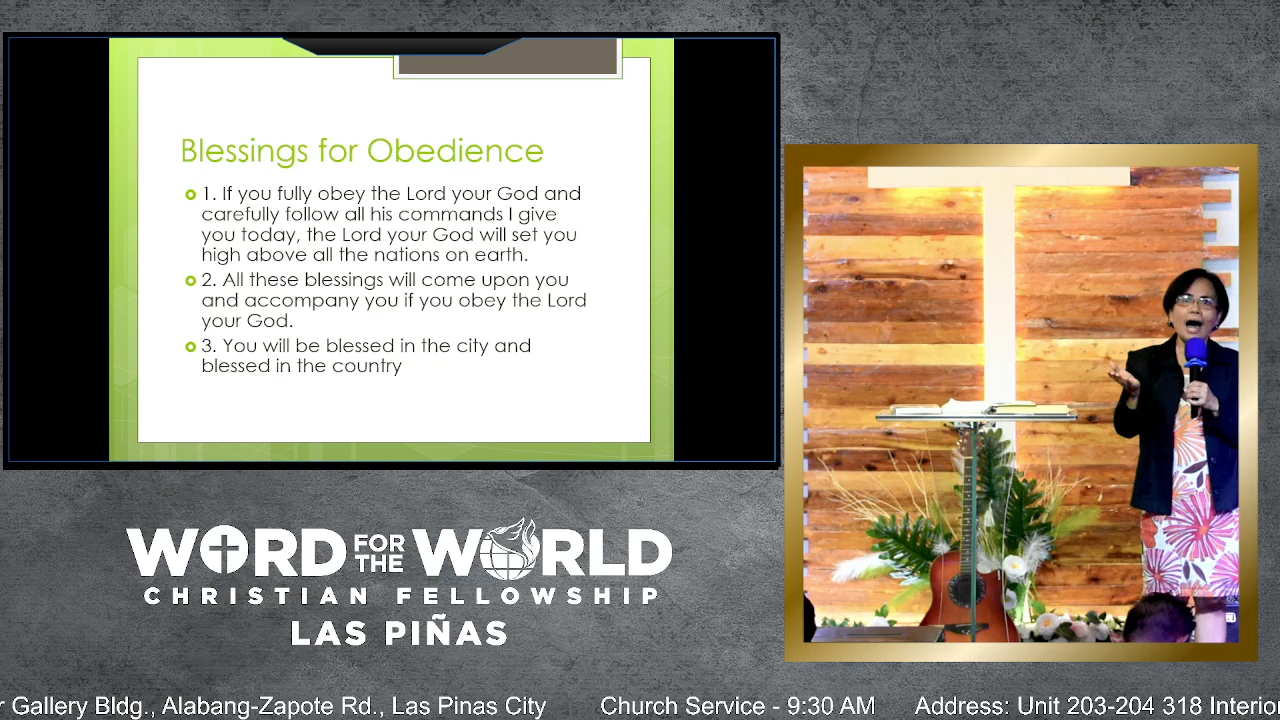 Blessings for Obedience
1. If you fully obey the Lord your God and
carefully follow all his commands I give
you today, the Lord your God will set you
high above all the nations on earth.
2. All these blessings will come upon you
and accompany you if you obey the Lord
your God.
3. You will be blessed in the city and
blessed in the country
WORD FOR THE WORLD
CHRISTIAN FELLOWSHIP
LAS PIÑAS
r Gallery Bldg., Alabang-Zapote Rd., Las Pinas City Church Service - 9:30 AM Address: Unit 203-204 318 Interio